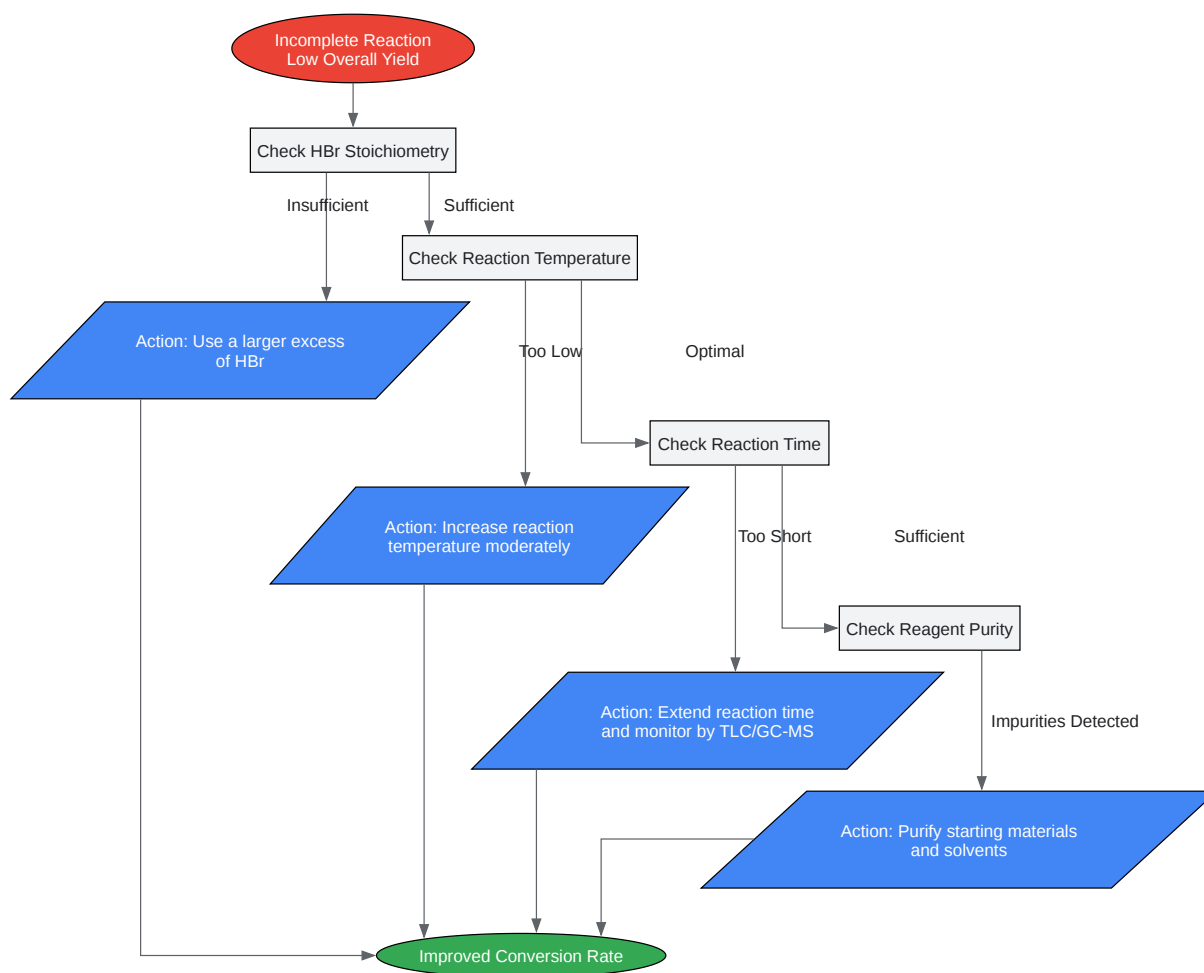 Incomplete Reaction
Low Overall Yield
Check HBr Stoichiometry
Insufficient
Sufficient
Check Reaction Temperature
Action: Use a larger excess
of HBr
Too Low
Optimal
Check Reaction Time
Action: Increase reaction
temperature moderately
Too Short
Sufficient
Check Reagent Purity
Action: Extend reaction time
and monitor by TLC/GC-MS
Impurities Detected
Action: Purify starting materials
and solvents
Improved Conversion Rate